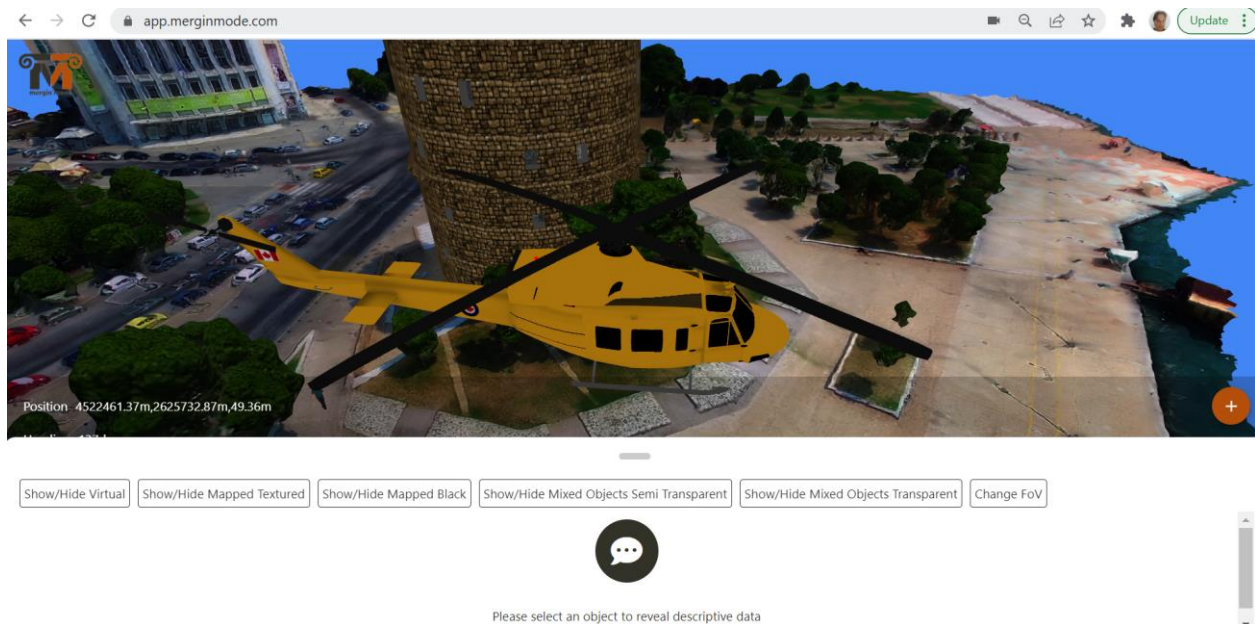 app.merginmode.com
Update
mergin mode
Position 4522461.37m,2625732.87m,49.36m
Show/Hide Virtual
Show/Hide Mapped Textured
Show/Hide Mapped Black
Show/Hide Mixed Objects Semi Transparent
Show/Hide Mixed Objects Transparent
Change FoV
Please select an object to reveal descriptive data